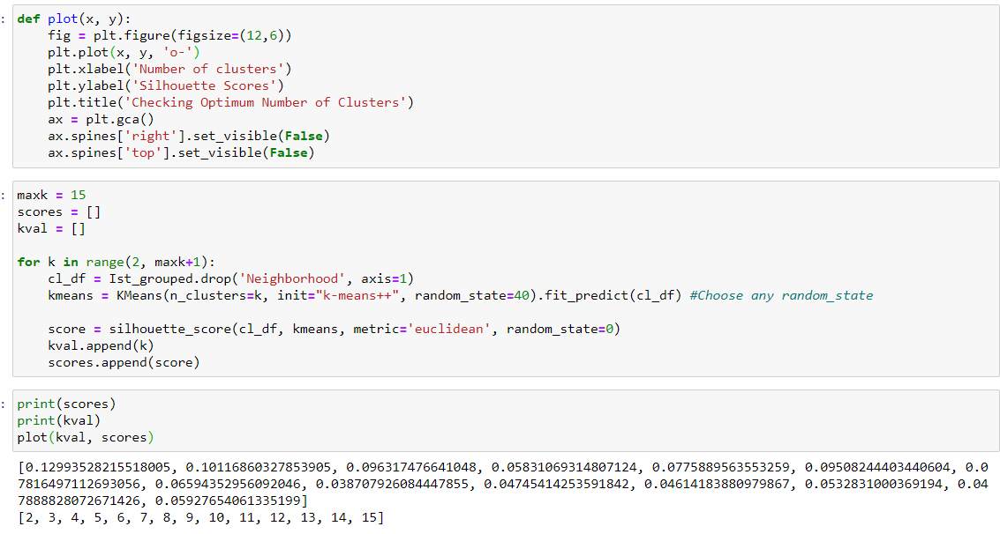 : def plot(x, y):
    fig = plt.figure(figsize=(12,6))
    plt.plot(x, y, 'o-')
    plt.xlabel('Number of clusters')
    plt.ylabel('Silhouette Scores')
    plt.title('Checking Optimum Number of Clusters')
    ax = plt.gca()
    ax.spines['right'].set_visible(False)
    ax.spines['top'].set_visible(False)
: maxk = 15
scores = []
kval = []
for k in range(2, maxk+1):
    cl_df = Ist_grouped.drop('Neighborhood', axis=1)
    kmeans = KMeans(n_clusters=k, init="k-means++", random_state=40).fit_predict(cl_df) #Choose any random_state
    score = silhouette_score(cl_df, kmeans, metric='euclidean', random_state=0)
    kval.append(k)
    scores.append(score)
: print(scores)
print(kval)
plot(kval, scores)
[0.12993528215518005, 0.10116860327853905, 0.096317476641048, 0.05831069314807124, 0.0775889563553259, 0.09508244403440604, 0.0
7816497112693056, 0.06594352956092046, 0.038707926084447855, 0.04745414253591842, 0.04614183880979867, 0.0532831000369194, 0.04
7888828072671426, 0.05927654061335199]
[2, 3, 4, 5, 6, 7, 8, 9, 10, 11, 12, 13, 14, 15]